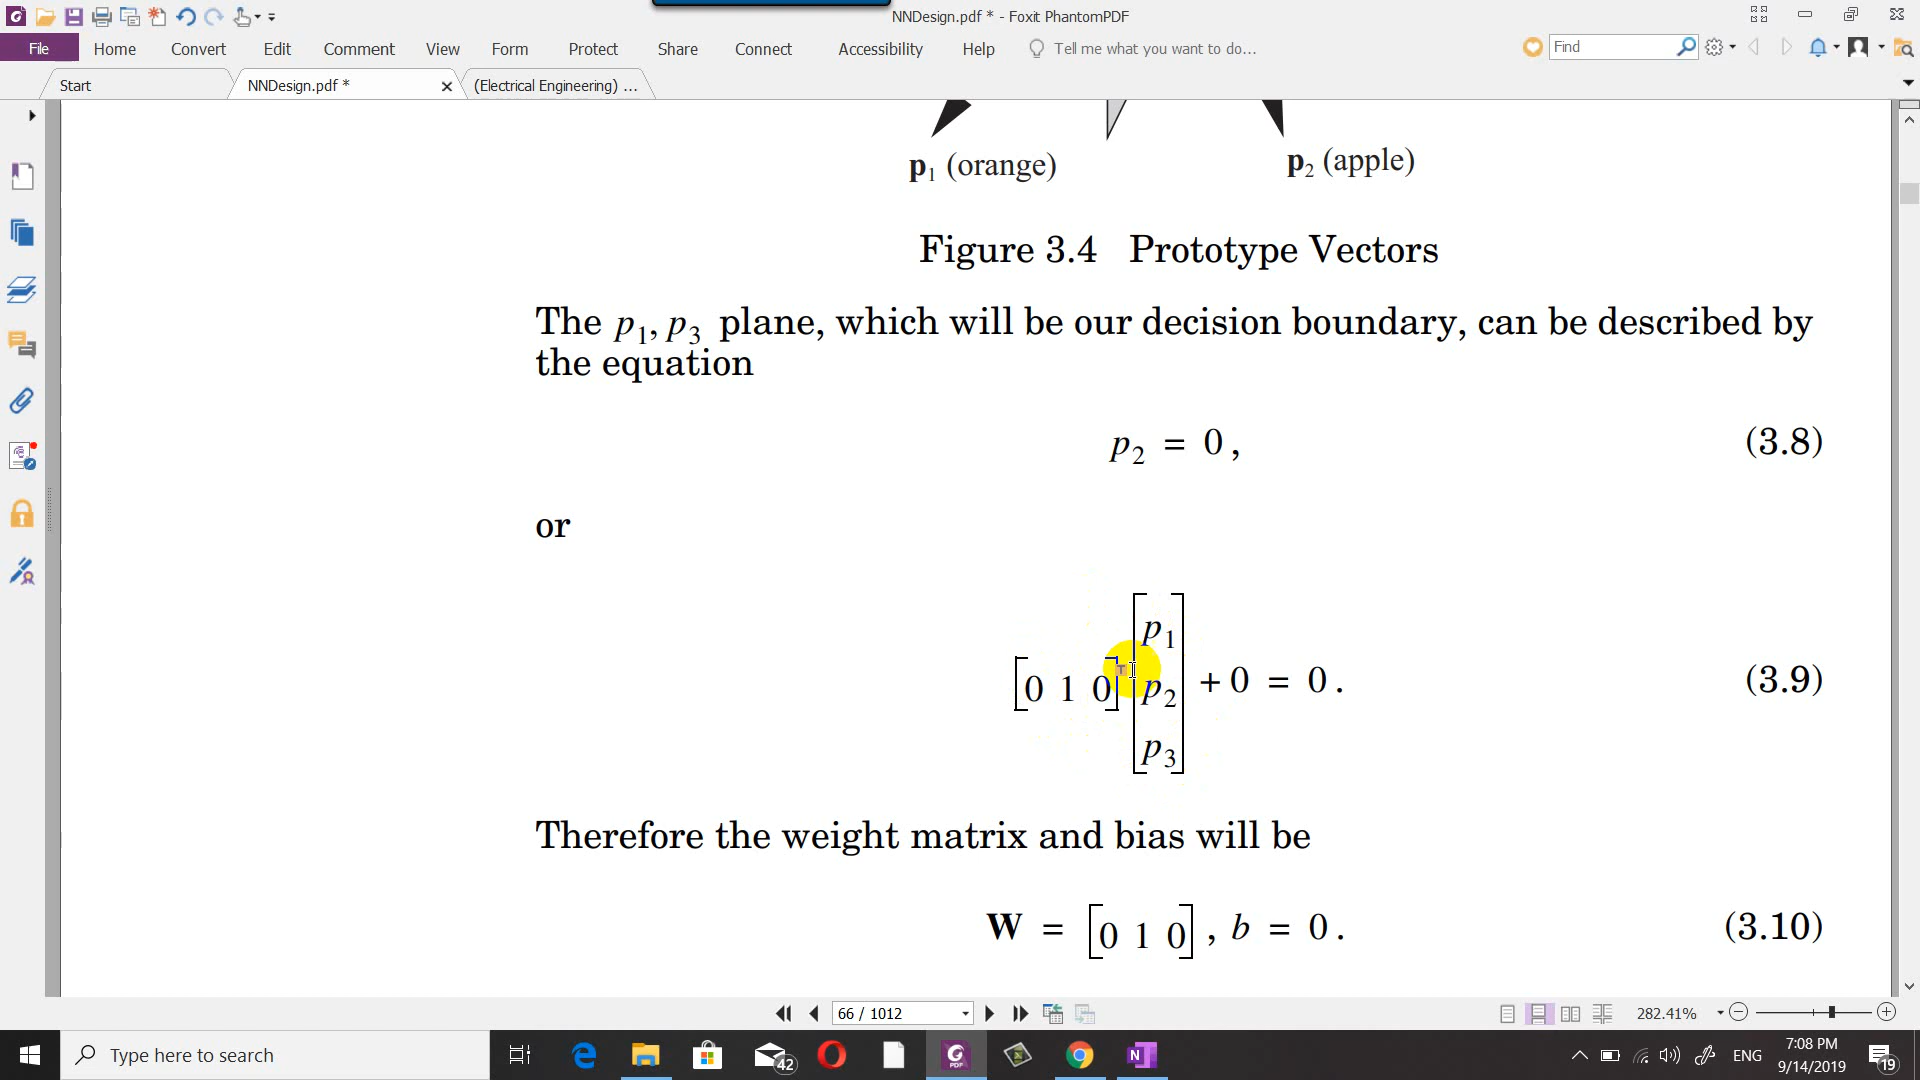 NNDesign.pdf * - Foxit PhantomPDF
File Home Convert Edit Comment View Form Protect Share Connect Accessibility Help Tell me what you want to do... Find
Start NNDesign.pdf * (Electrical Engineering) ...
p1 (orange) p2 (apple)
Figure 3.4 Prototype Vectors
The p1, p3 plane, which will be our decision boundary, can be described by
the equation
p2 = 0 , (3.8)
or
[0 1 0] [p1 p2 p3] + 0 = 0 . (3.9)
Therefore the weight matrix and bias will be
W = [0 1 0] , b = 0 . (3.10)
66 / 1012 282.41%
Type here to search 42 ENG 7:08 PM 9/14/2019 19